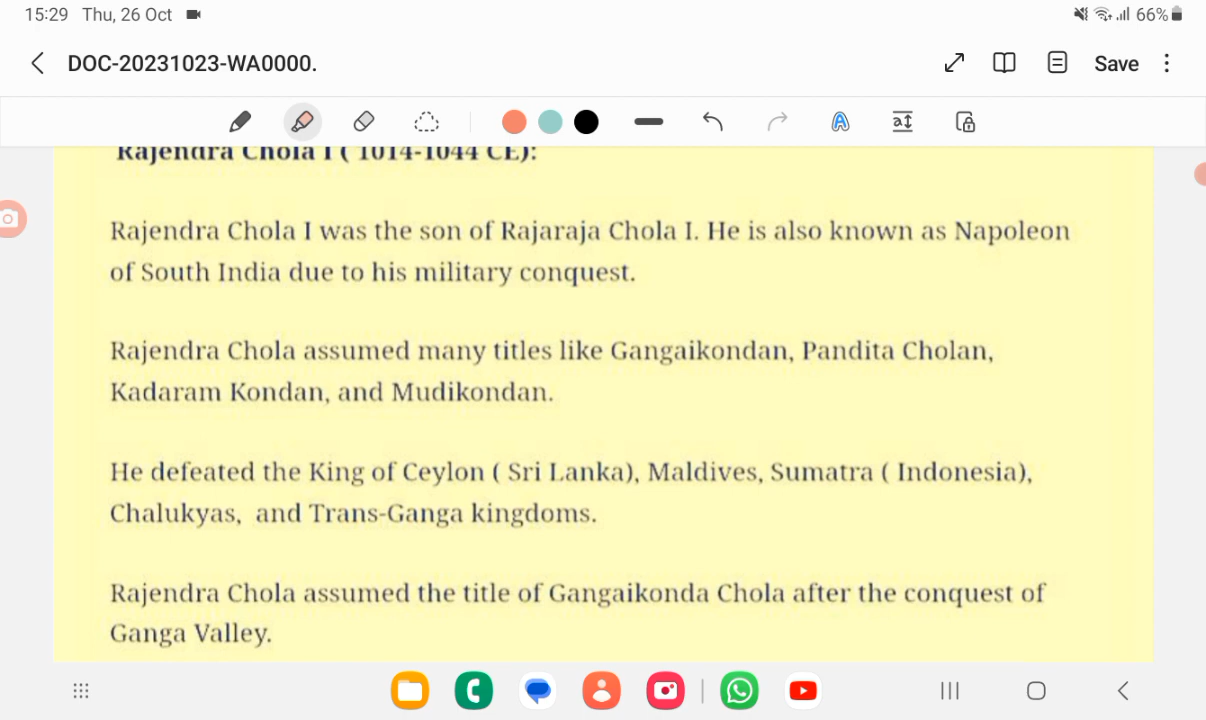 15:29 Thu, 26 Oct 66%
DOC-20231023-WA0000.
Save
Rajendra Chola I ( 1014-1044 CE):
Rajendra Chola I was the son of Rajaraja Chola I. He is also known as Napoleon
of South India due to his military conquest.
Rajendra Chola assumed many titles like Gangaikondan, Pandita Cholan,
Kadaram Kondan, and Mudikondan.
He defeated the King of Ceylon ( Sri Lanka), Maldives, Sumatra ( Indonesia),
Chalukyas,  and Trans-Ganga kingdoms.
Rajendra Chola assumed the title of Gangaikonda Chola after the conquest of
Ganga Valley.